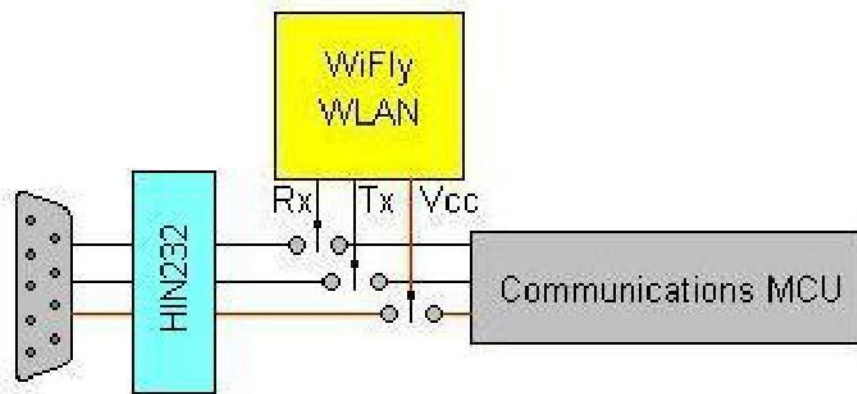 WiFly
WLAN
Rx Tx Vcc
HIN232
Communications MCU